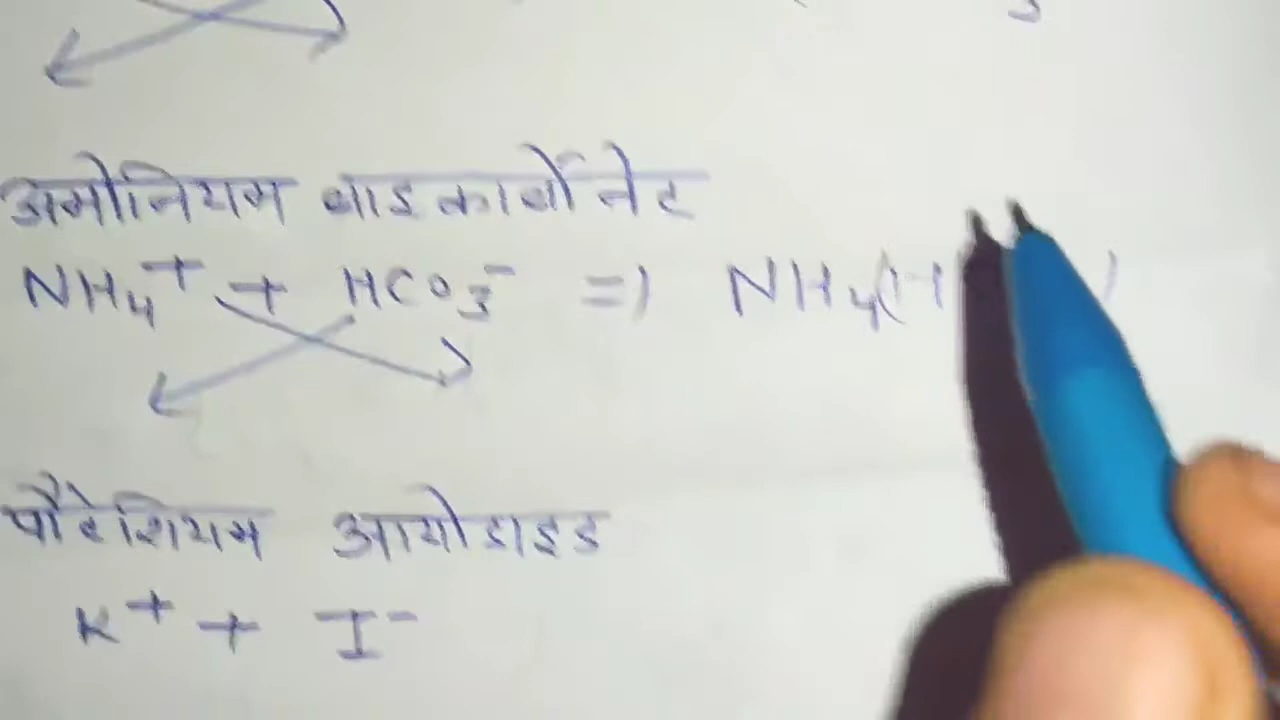 अमोनियम बाइकार्बोनेट
NH₄⁺ + HCO₃⁻ => NH₄(H )
पौटेशियम आयोडाइड
K⁺ + I⁻